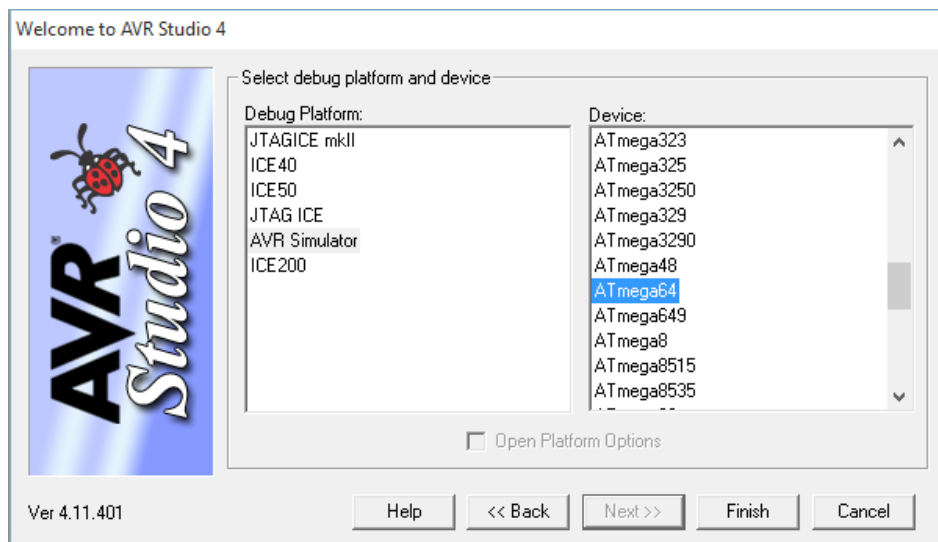 Welcome to AVR Studio 4
AVR® Studio 4
Select debug platform and device
Debug Platform:
JTAGICE mkII
ICE40
ICE50
JTAG ICE
AVR Simulator
ICE200
Device:
ATmega323
ATmega325
ATmega3250
ATmega329
ATmega3290
ATmega48
ATmega64
ATmega649
ATmega8
ATmega8515
ATmega8535
Open Platform Options
Ver 4.11.401
Help
<< Back
Next >>
Finish
Cancel